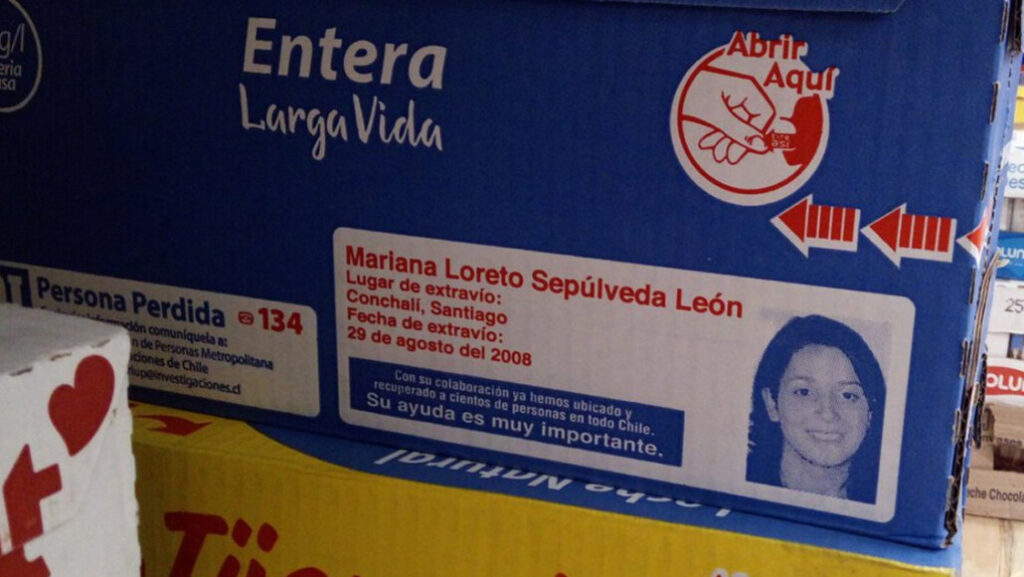 g/l
Entera
Larga Vida
Abrir
Aquí
Persona Perdida
134
comuníquela a:
de Personas Metropolitana
de Chile
@investigaciones.cl
Mariana Loreto Sepúlveda León
Lugar de extravío:
Conchalí, Santiago
Fecha de extravío:
29 de agosto del 2008
Con su colaboración ya hemos ubicado y
recuperado a cientos de personas en todo Chile.
Su ayuda es muy importante.
Leche Natural
25